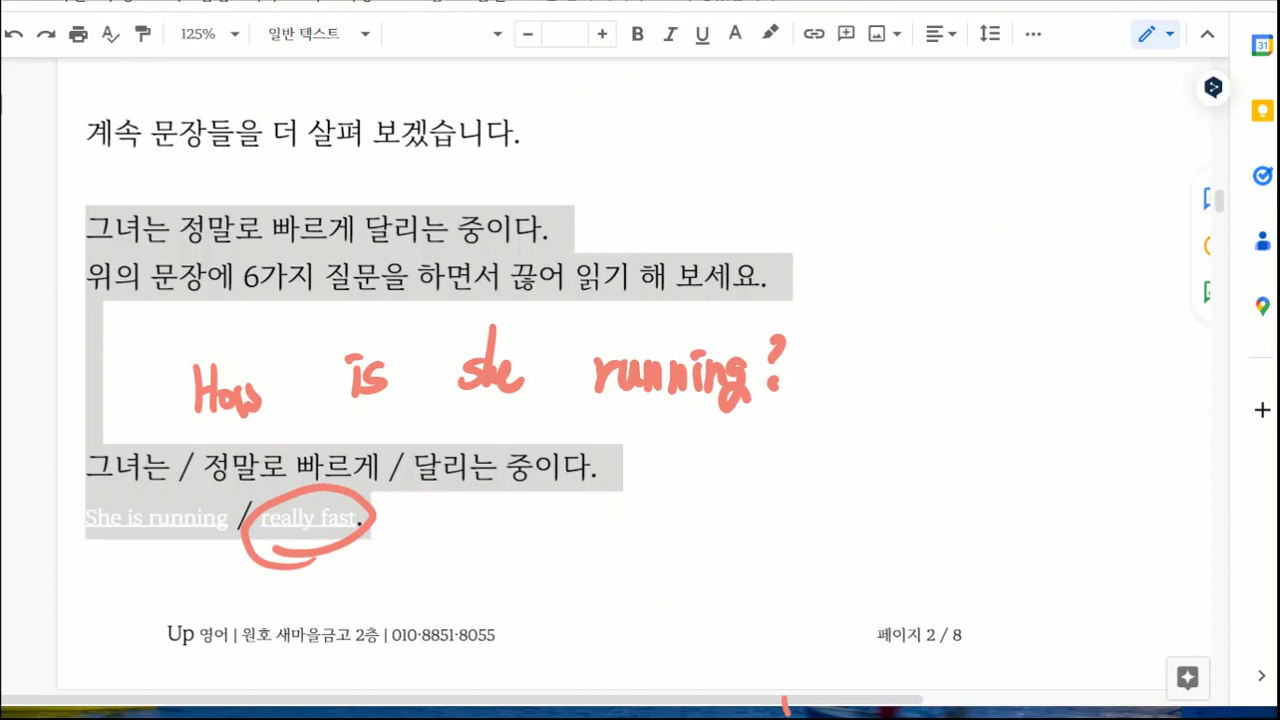 125% 일반 텍스트
계속 문장들을 더 살펴 보겠습니다.
그녀는 정말로 빠르게 달리는 중이다.
위의 문장에 6가지 질문을 하면서 끊어 읽기 해 보세요.
How is she running?
그녀는 / 정말로 빠르게 / 달리는 중이다.
She is running / really fast.
Up 영어 | 원호 새마을금고 2층 | 010-8851-8055
페이지 2 / 8
31